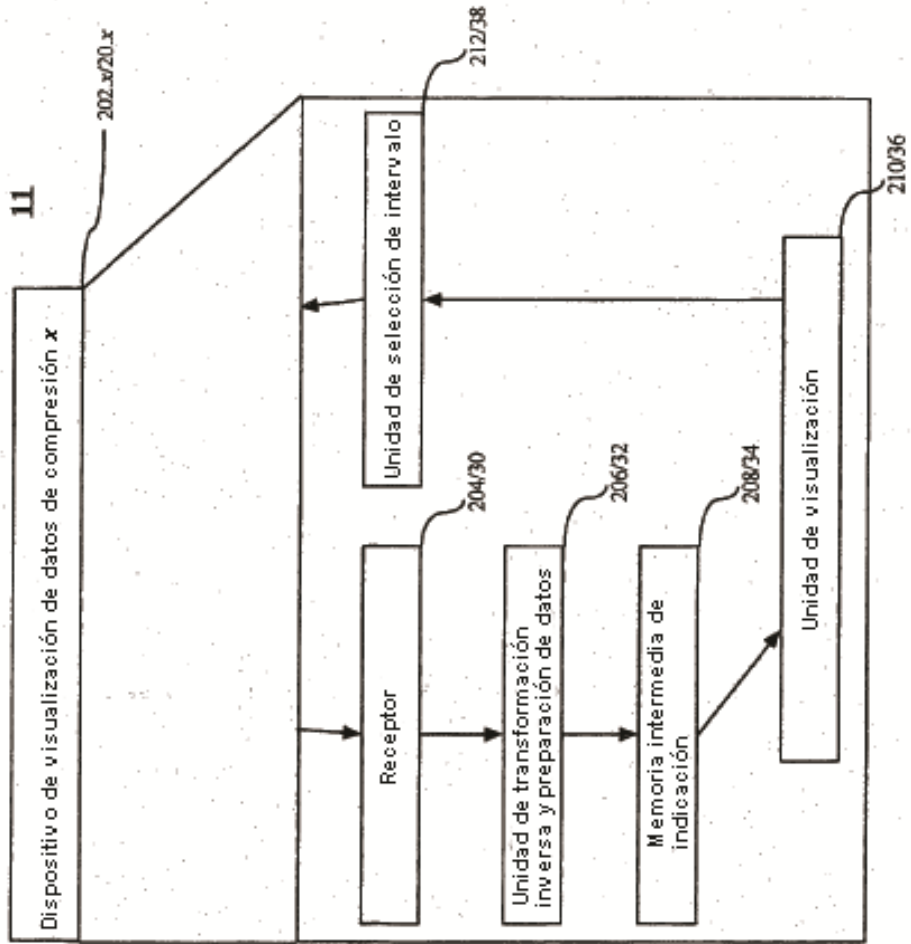 11
Dispositivo de visualización de datos de compresión x
202.x/20.x
Unidad de selección de intervalo
212/38
Receptor
204/30
Unidad de transformación
inversa y preparación de datos
206/32
Memoria intermedia de
indicación
208/34
Unidad de visualización
210/36